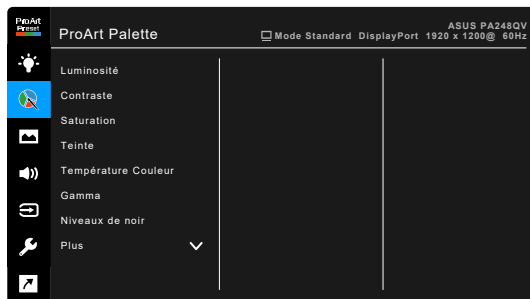 ProArt
Preset
ProArt Palette
ASUS PA248QV
Mode Standard DisplayPort 1920 x 1200@ 60Hz
Luminosité
Contraste
Saturation
Teinte
Température Couleur
Gamma
Niveaux de noir
Plus